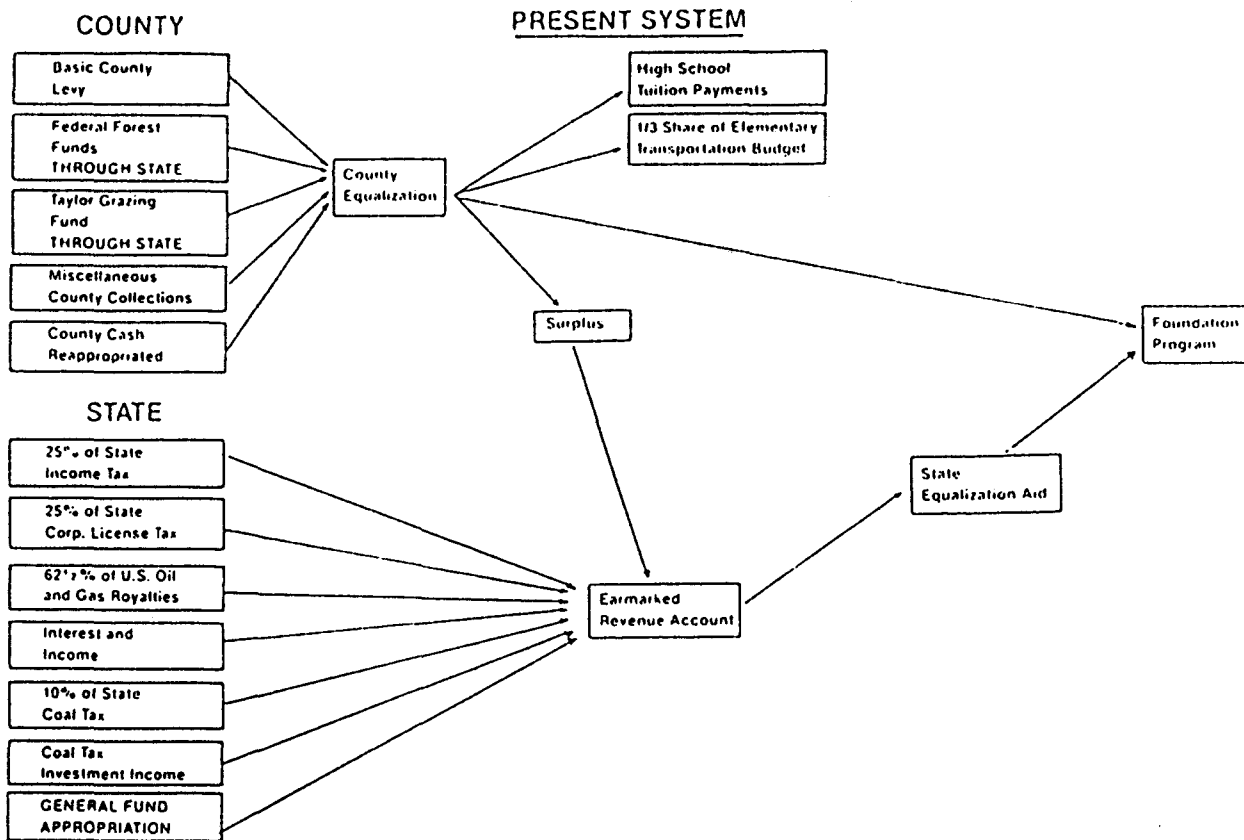 COUNTY
PRESENT SYSTEM
Basic County
Levy
Federal Forest
Funds
THROUGH STATE
Taylor Grazing
Fund
THROUGH STATE
Miscellaneous
County Collections
County Cash
Reappropriated
County
Equalization
High School
Tuition Payments
1/3 Share of Elementary
Transportation Budget
Surplus
Foundation
Program
STATE
25% of State
Income Tax
25% of State
Corp. License Tax
62½% of U.S. Oil
and Gas Royalties
Interest and
Income
10% of State
Coal Tax
Coal Tax
Investment Income
GENERAL FUND
APPROPRIATION
Earmarked
Revenue Account
State
Equalization Aid